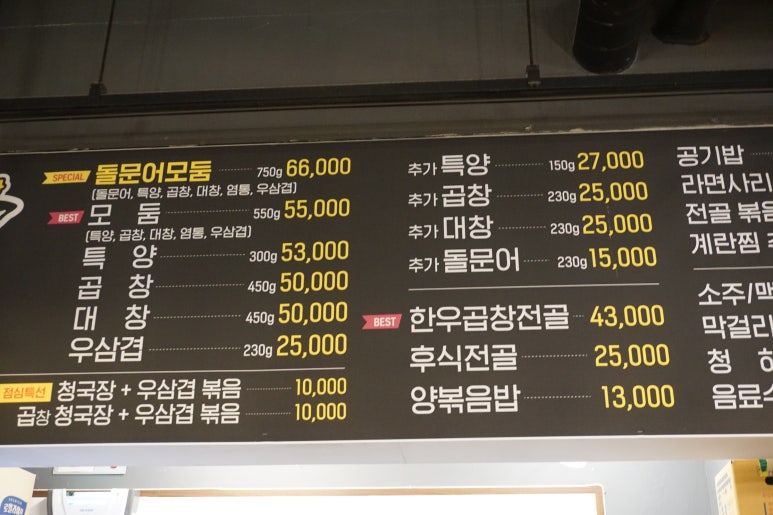 SPECIAL 돌문어모둠 750g 66,000
(돌문어, 특양, 곱창, 대창, 염통, 우삼겹)
BEST 모 둠 550g 55,000
(특양, 곱창, 대창, 염통, 우삼겹)
특 양 300g 53,000
곱 창 450g 50,000
대 창 450g 50,000
우삼겹 230g 25,000
점심특선 청국장 + 우삼겹 볶음 10,000
곱창 청국장 + 우삼겹 볶음 10,000
추가 특양 150g 27,000
추가 곱창 230g 25,000
추가 대창 230g 25,000
추가 돌문어 230g 15,000
BEST 한우곱창전골 43,000
후식전골 25,000
양볶음밥 13,000
공기밥
라면사리
전골 볶음
계란찜
소주/맥
막걸리
청 하
음료수